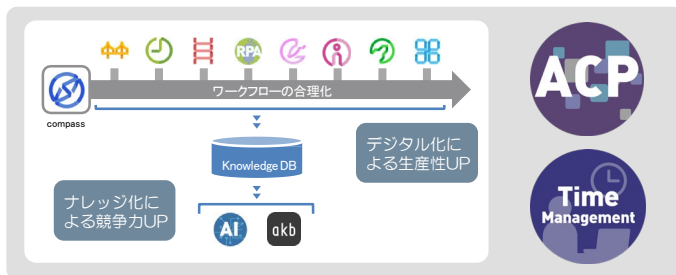 RPA
ワークフローの合理化
compass
デジタル化に
よる生産性UP
Knowledge DB
ナレッジ化に
よる競争力UP
AI
akb
ACP
Time
Management